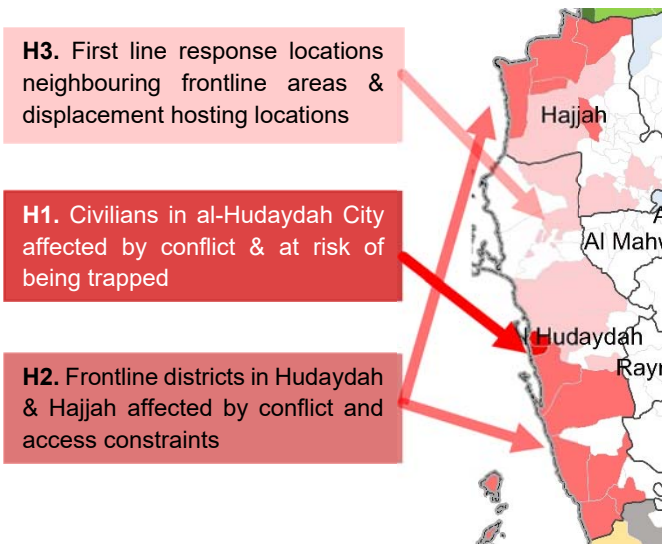 H3. First line response locations
neighbouring frontline areas &
displacement hosting locations
H1. Civilians in al-Hudaydah City
affected by conflict & at risk of
being trapped
H2. Frontline districts in Hudaydah
& Hajjah affected by conflict and
access constraints
Hajjah
Al Mahw
Hudaydah
Rayn